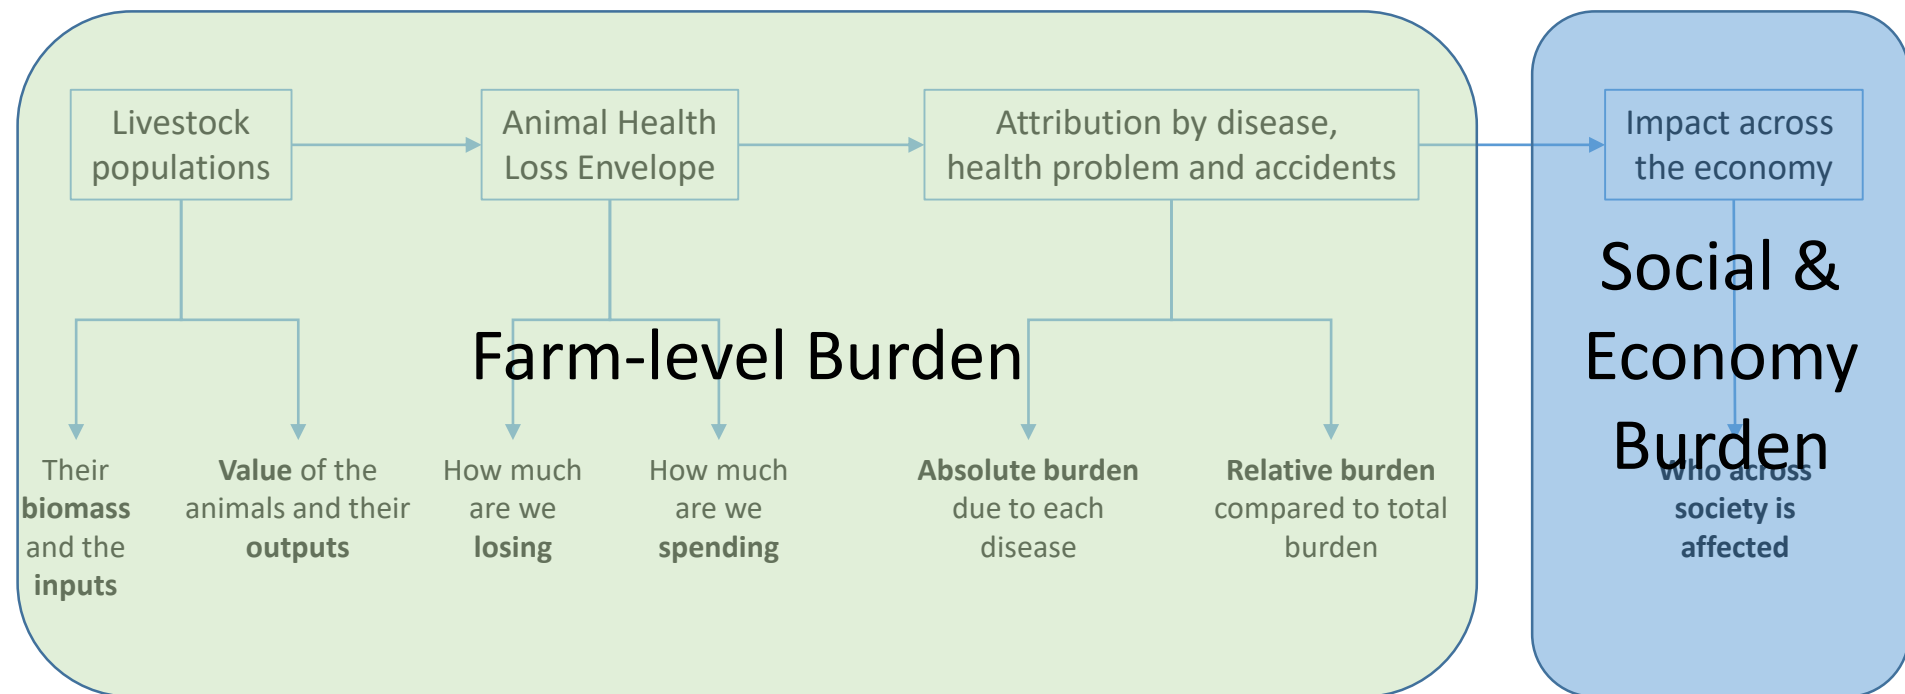 Livestock
populations
Animal Health
Loss Envelope
Attribution by disease,
health problem and accidents
Impact across
the economy
Farm-level Burden
Social &
Economy
Burden
Their
biomass
and the
inputs
Value of the
animals and their
outputs
How much
are we
losing
How much
are we
spending
Absolute burden
due to each
disease
Relative burden
compared to total
burden
Who across
society is
affected